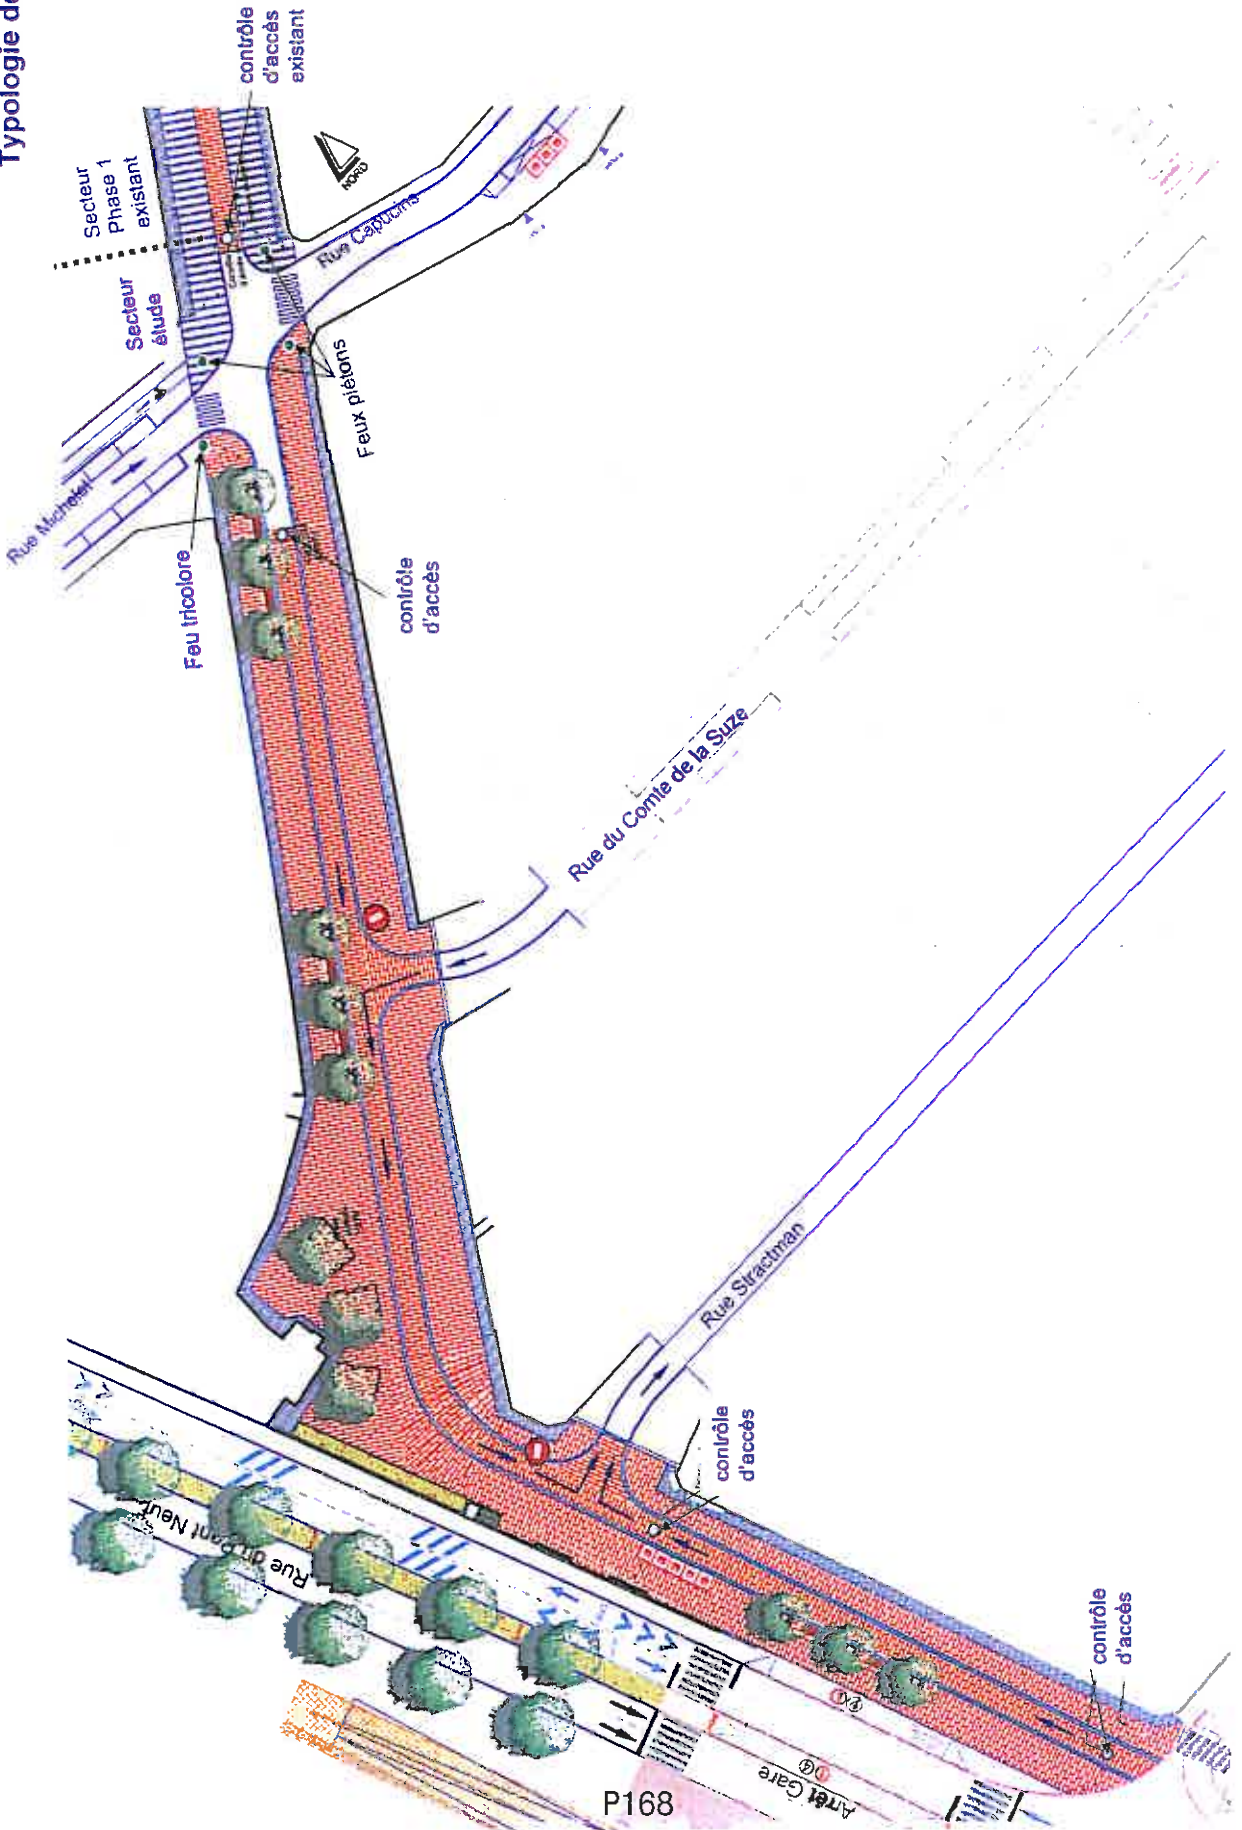 Typologie de
contrôle
d'accès
existant
Secteur
Phase 1
existant
Secteur
étude
NORD
Rue Capucins
Rue Michelet
Feux piétons
Feu tricolore
contrôle
d'accès
Rue du Comte de la Suze
Rue Stractman
contrôle
d'accès
Rue du Pont Neuf
contrôle
d'accès
Arrêt Gare
P168